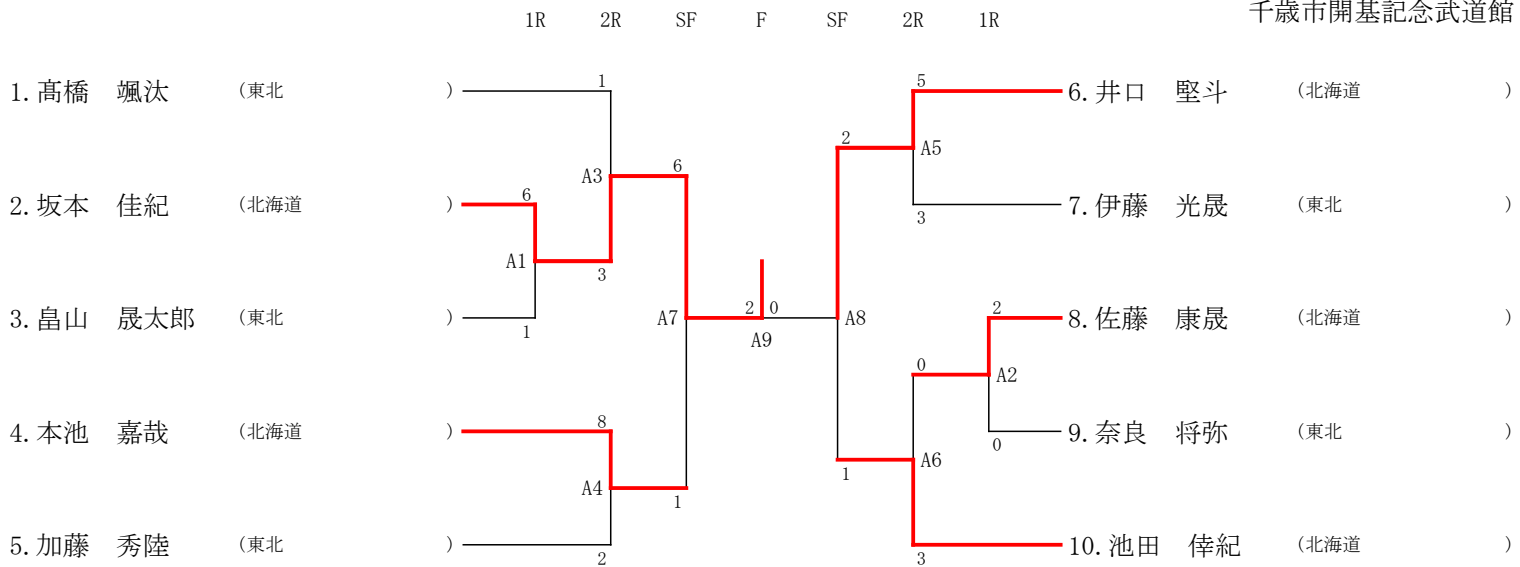 千歳市開基記念武道館
1R 2R SF F SF 2R 1R
1 5
1. 髙橋 颯汰 (東北 ) 6. 井口 堅斗 (北海道 )
2
A5
6
A3
6
2. 坂本 佳紀 (北海道 ) 7. 伊藤 光晟 (東北 )
3
A1
3
2 0 2
3.畠山 晟太郎 (東北 ) A7 A8 8. 佐藤 康晟 (北海道 )
1 A9
0
A2
8
4. 本池 嘉哉 (北海道 ) 9. 奈良 将弥 (東北 )
0
A6
1
A4
1
5. 加藤 秀陸 (東北 ) 10. 池田 倖紀 (北海道 )
2 3